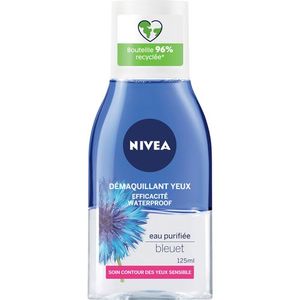 Bouteille 96%
recyclée*
NIVEA
DÉMAQUILLANT YEUX
EFFICACITÉ
WATERPROOF
eau purifiée
bleuet
125ml
SOIN CONTOUR DES YEUX SENSIBLE